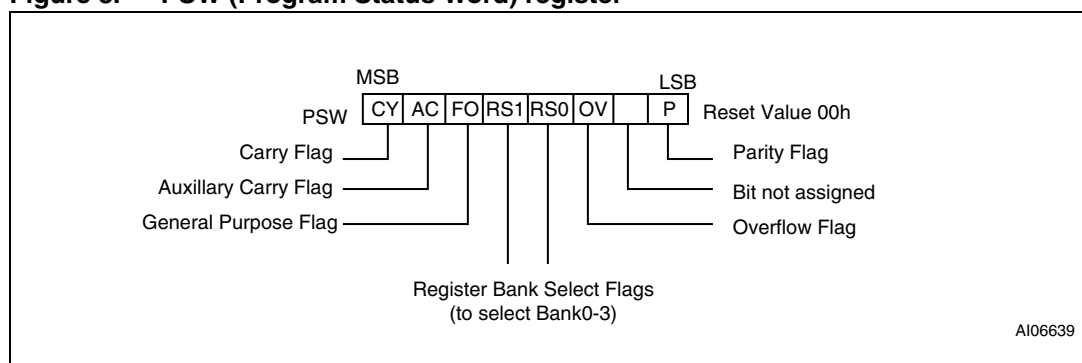 MSB
LSB
PSW CY AC FO RS1 RS0 OV P Reset Value 00h
Carry Flag
Parity Flag
Auxillary Carry Flag
Bit not assigned
General Purpose Flag
Overflow Flag
Register Bank Select Flags
(to select Bank0-3)
AI06639